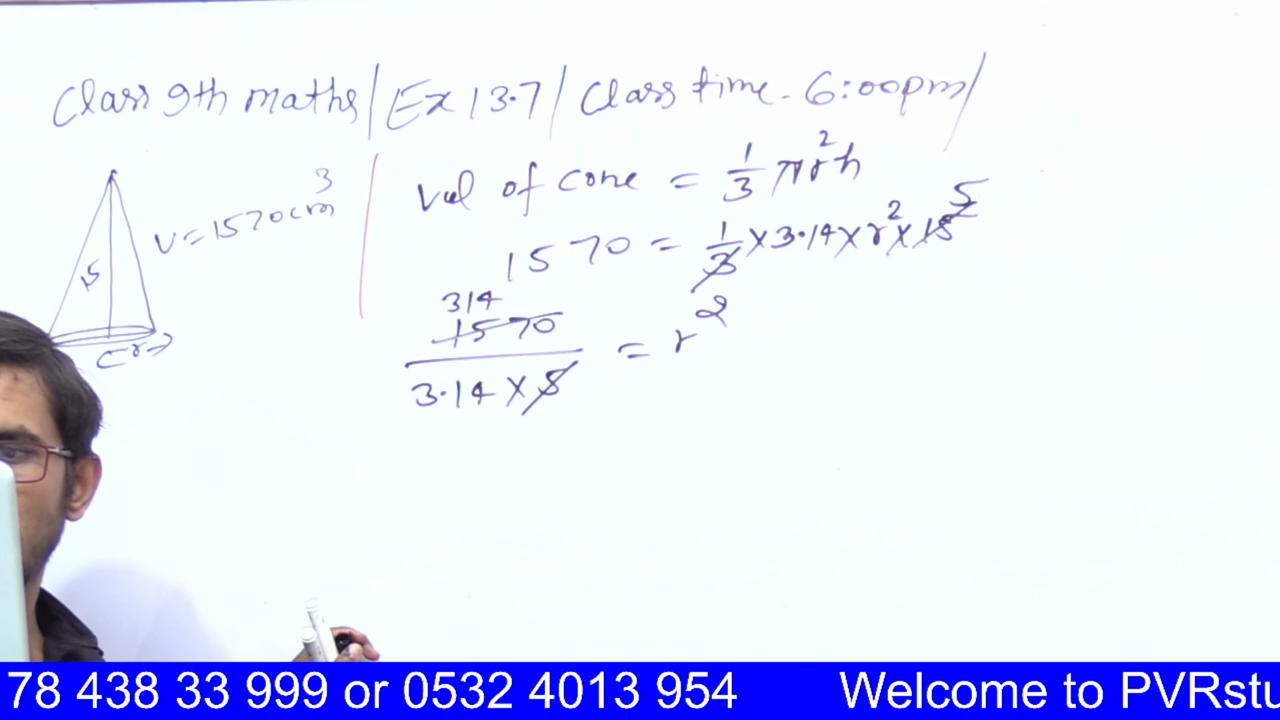 Class 9th maths/Ex 13.7/Class time - 6:00pm/
V = 1570cm³
15
r
Vol of cone = 1/3 πr²h
1570 = 1/3 × 3.14 × r² × 15 5
314
1570 / 3.14 × 5 = r²
78 438 33 999 or 0532 4013 954 Welcome to PVRstu